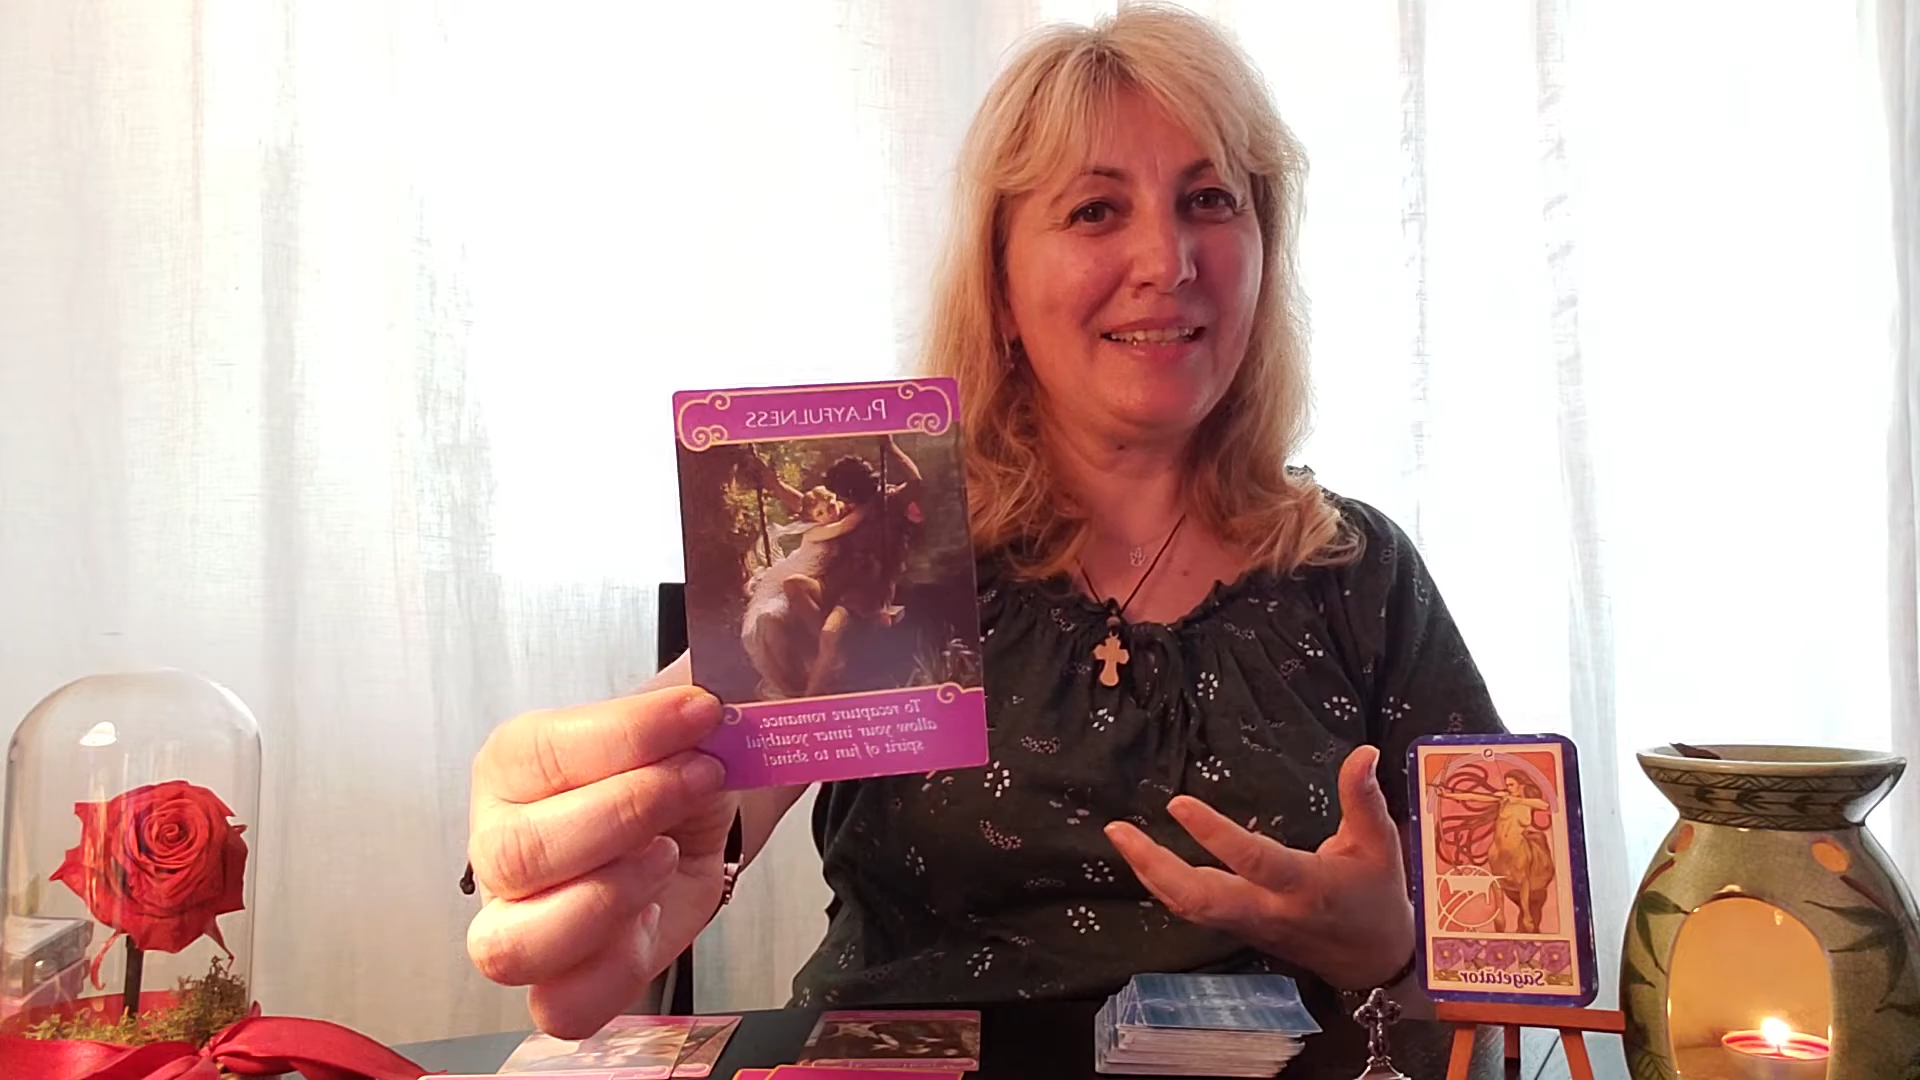 PLAYFULNESS
To recapture romance,
allow your inner youthful
spirit of fun to shine!
Săgetător